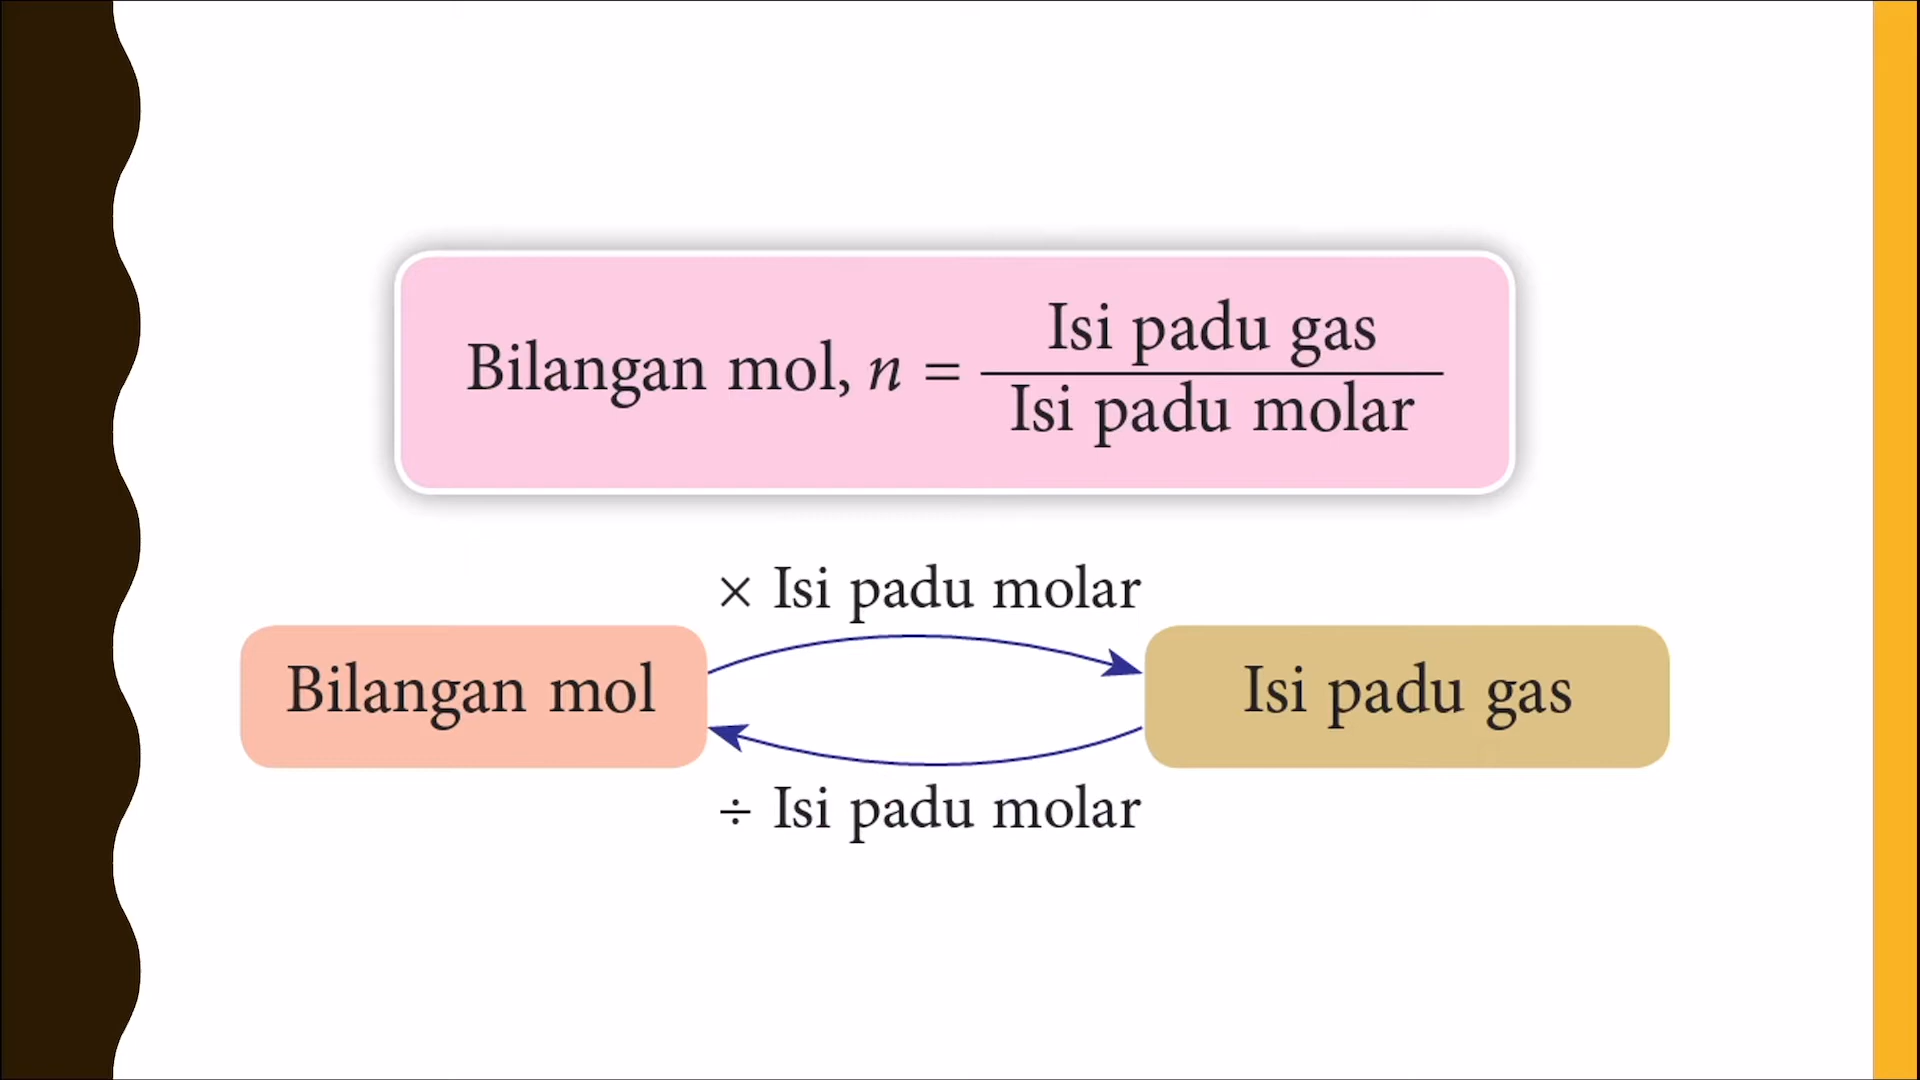 Bilangan mol, n = Isi padu gas / Isi padu molar
× Isi padu molar
Bilangan mol
Isi padu gas
÷ Isi padu molar